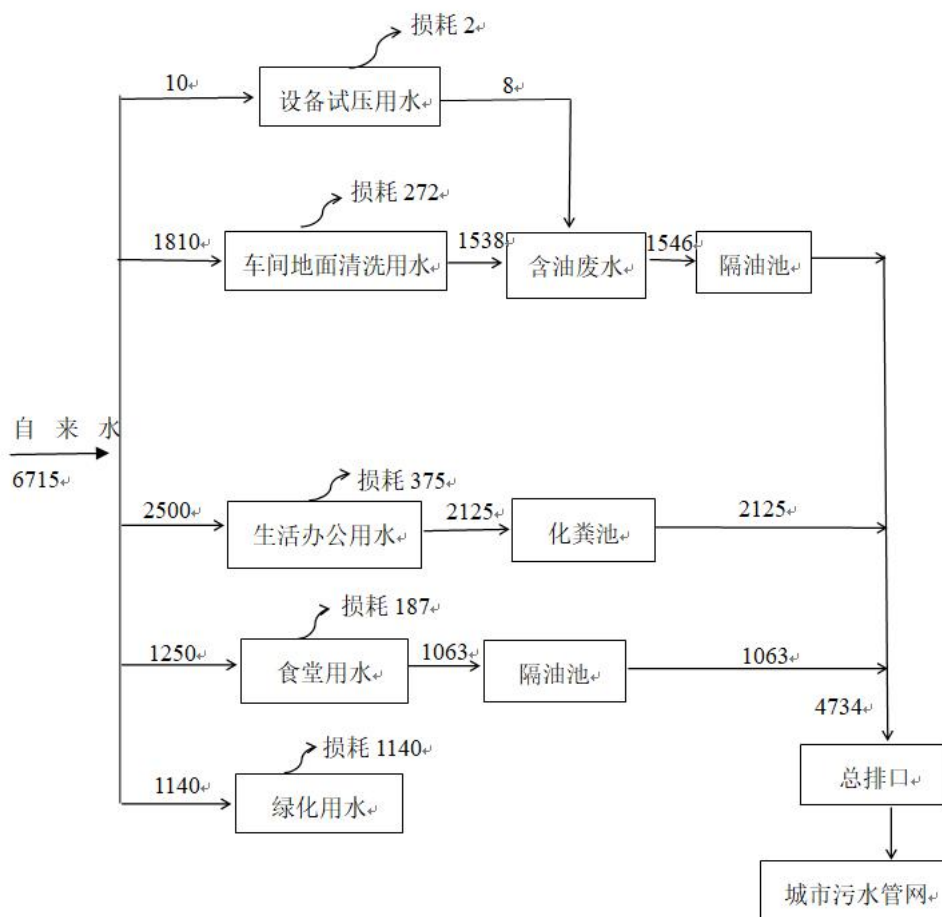 损耗 2
10
设备试压用水
8
损耗 272
1810
车间地面清洗用水
1538
含油废水
1546
隔油池
自来水
6715
损耗 375
2500
生活办公用水
2125
化粪池
2125
损耗 187
1250
食堂用水
1063
隔油池
1063
4734
损耗 1140
1140
绿化用水
总排口
城市污水管网